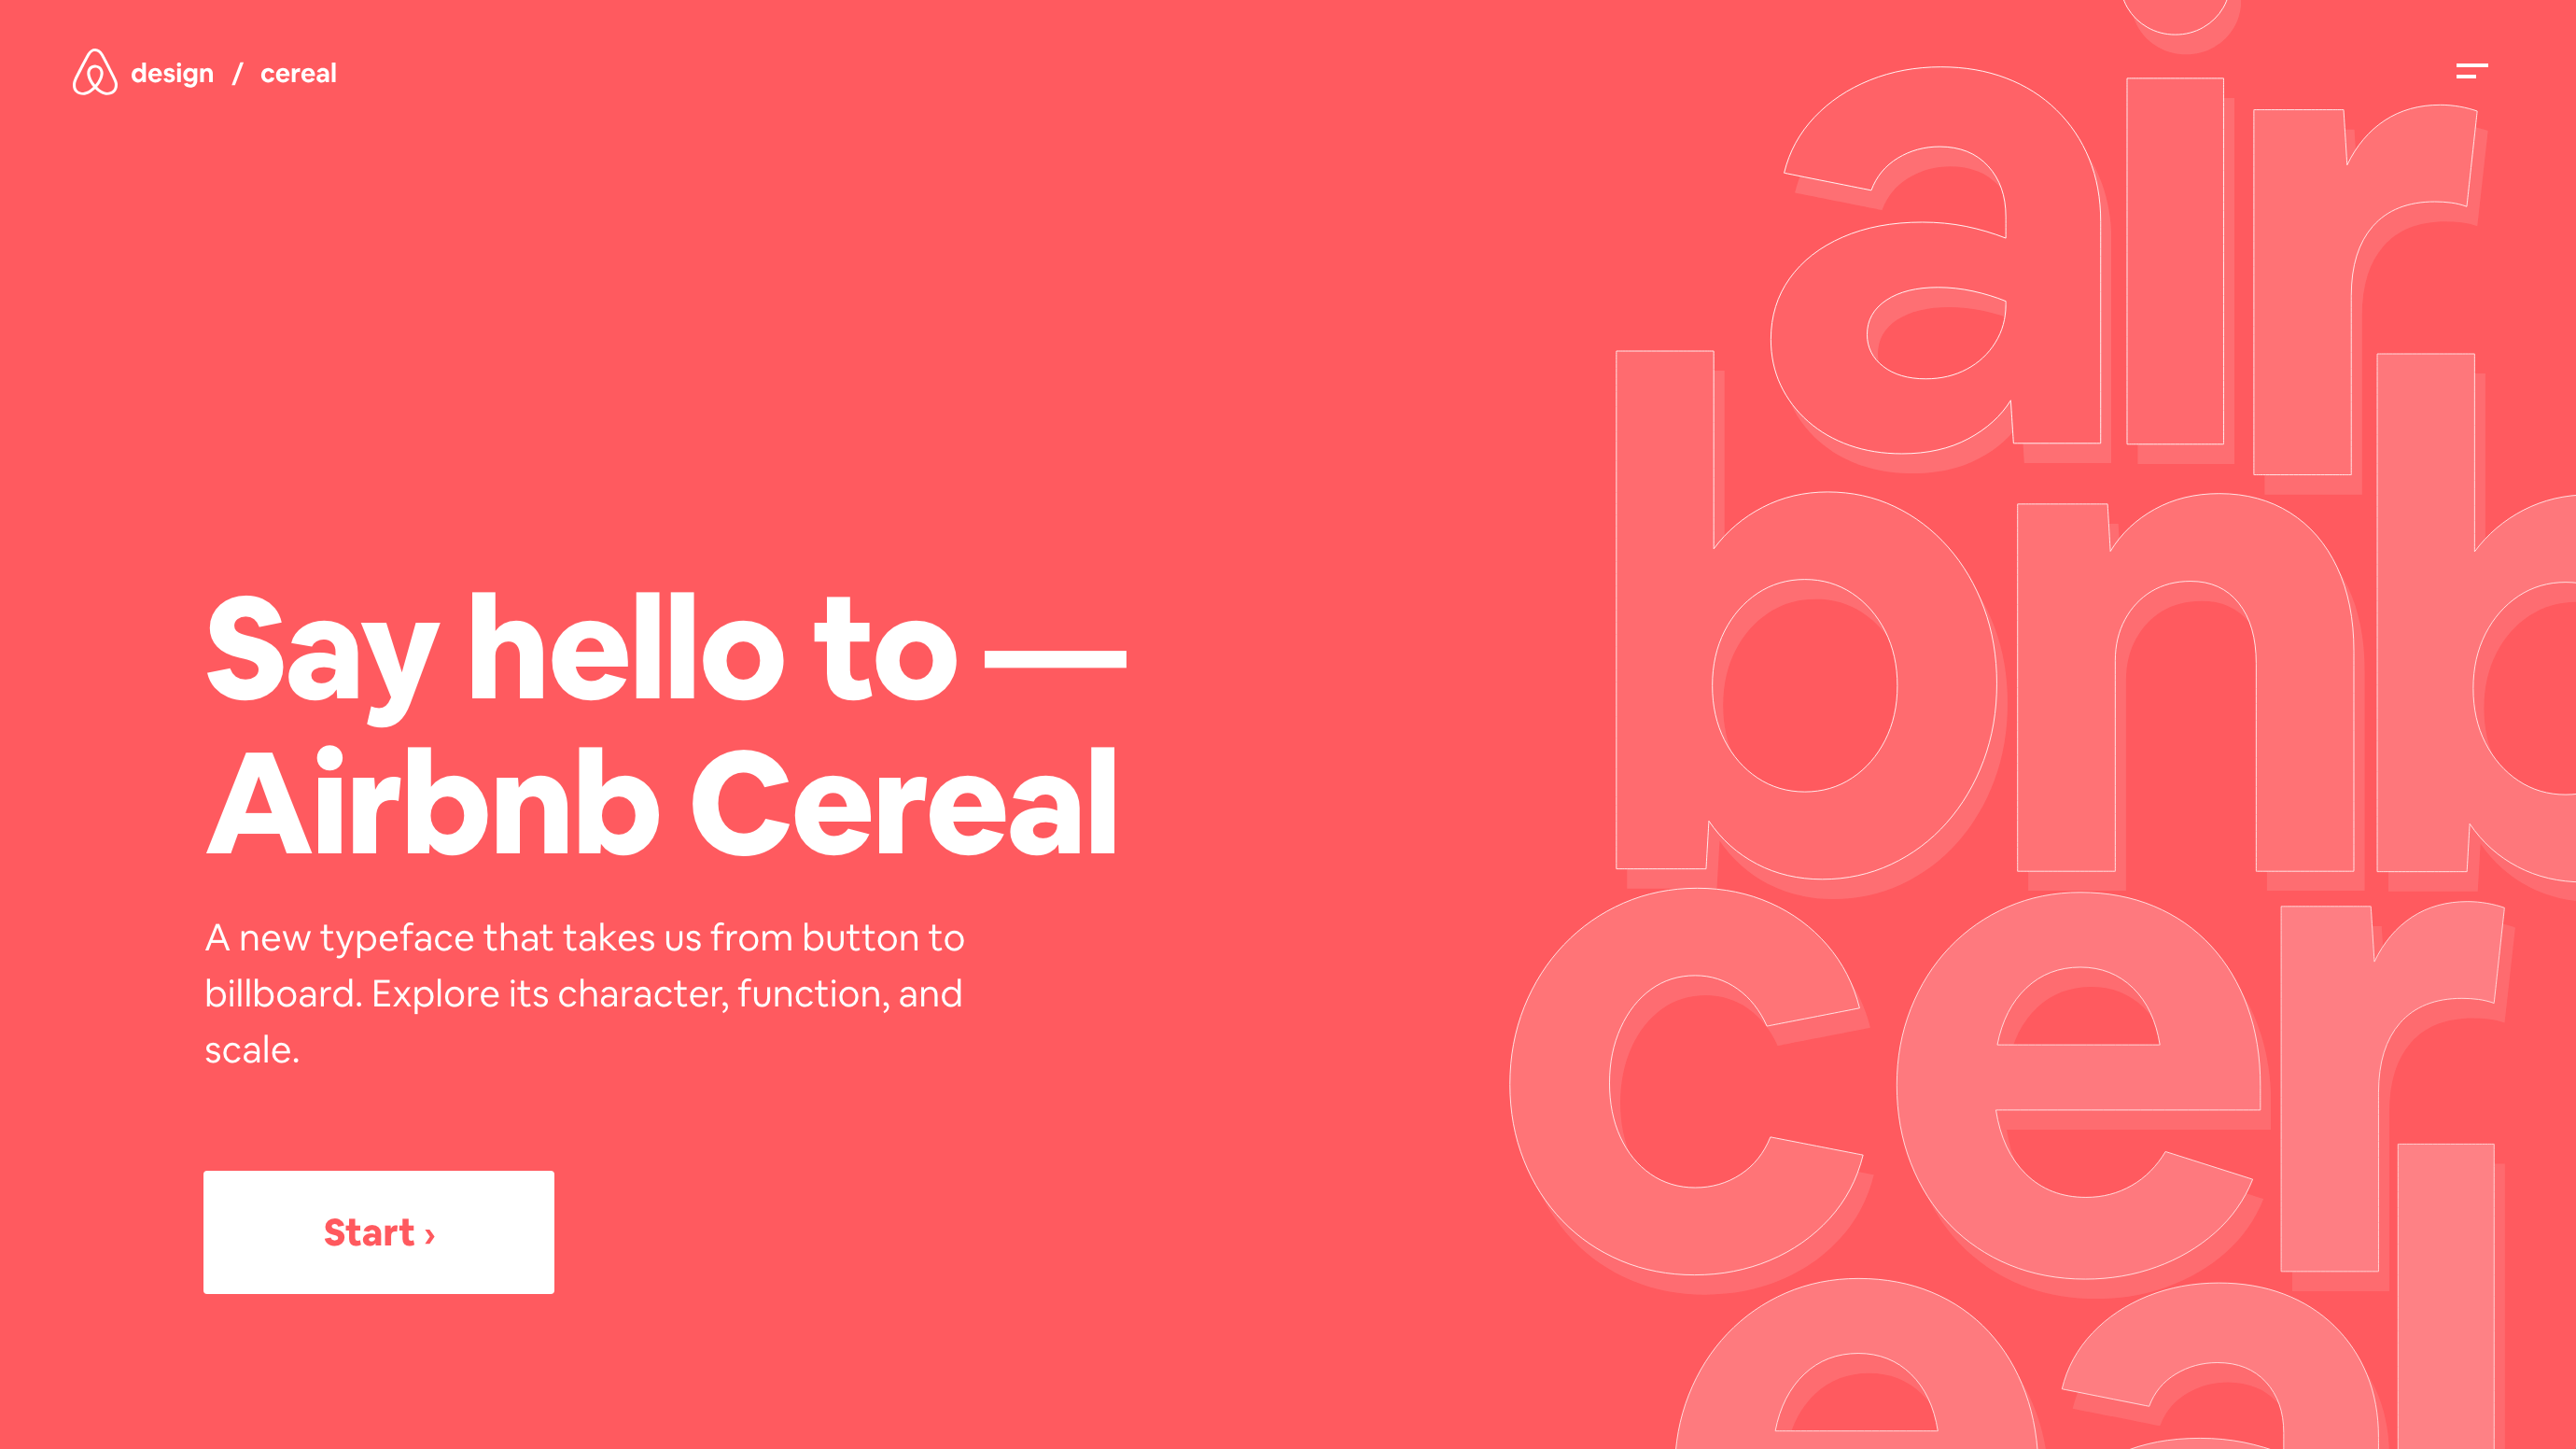 design / cereal
Say hello to —
Airbnb Cereal
A new typeface that takes us from button to
billboard. Explore its character, function, and
scale.
Start ›
air
bnb
cer
eal